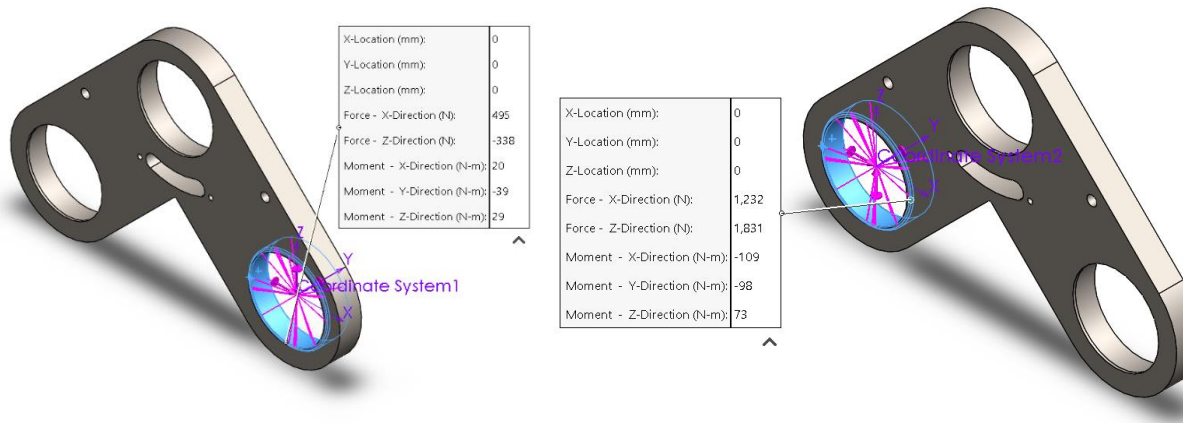 X-Location (mm): 0
Y-Location (mm): 0
Z-Location (mm): 0
Force - X-Direction (N): 495
Force - Z-Direction (N): -338
Moment - X-Direction (N-m): 20
Moment - Y-Direction (N-m): -39
Moment - Z-Direction (N-m): 29
Z
Y
Coordinate System1
X
X-Location (mm): 0
Y-Location (mm): 0
Z-Location (mm): 0
Force - X-Direction (N): 1,232
Force - Z-Direction (N): 1,831
Moment - X-Direction (N-m): -109
Moment - Y-Direction (N-m): -98
Moment - Z-Direction (N-m): 73
Z
Y
Coordinate System2
X